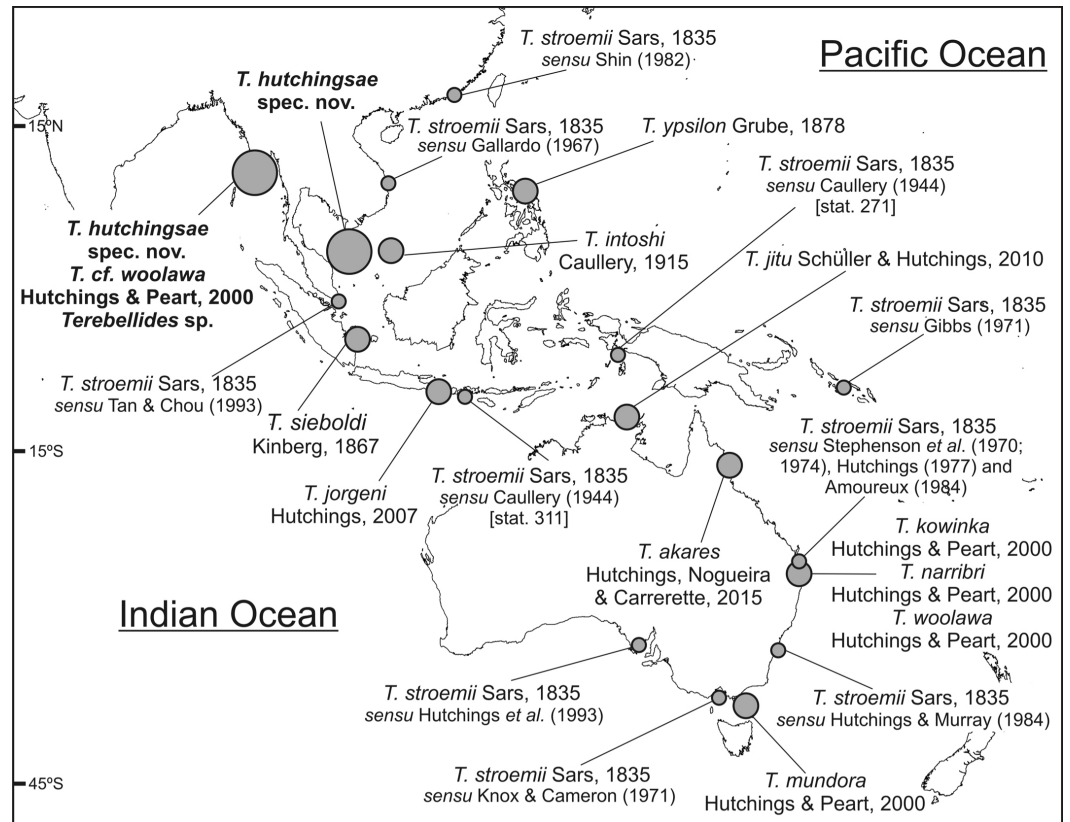 T. stroemii Sars, 1835
sensu Shin (1982)
Pacific Ocean
T. hutchingsae
spec. nov.
15ºN
T. stroemii Sars, 1835
sensu Gallardo (1967)
T. ypsilon Grube, 1878
T. stroemii Sars, 1835
sensu Caullery (1944)
[stat. 271]
T. hutchingsae
spec. nov.
T. cf. woolawa
Hutchings & Peart, 2000
Terebellides sp.
T. intoshi
Caullery, 1915
T. jitu Schüller & Hutchings, 2010
T. stroemii Sars, 1835
sensu Gibbs (1971)
T. stroemii Sars, 1835
sensu Tan & Chou (1993)
T. sieboldi
Kinberg, 1867
15ºS
T. stroemii Sars, 1835
sensu Stephenson et al. (1970;
1974), Hutchings (1977) and
Amoureux (1984)
T. jorgeni
Hutchings, 2007
T. stroemii Sars, 1835
sensu Caullery (1944)
[stat. 311]
T. akares
Hutchings, Nogueira
& Carrerette, 2015
T. kowinka
Hutchings & Peart, 2000
T. narribri
Hutchings & Peart, 2000
T. woolawa
Hutchings & Peart, 2000
Indian Ocean
T. stroemii Sars, 1835
sensu Hutchings et al. (1993)
T. stroemii Sars, 1835
sensu Hutchings & Murray (1984)
45ºS
T. stroemii Sars, 1835
sensu Knox & Cameron (1971)
T. mundora
Hutchings & Peart, 2000